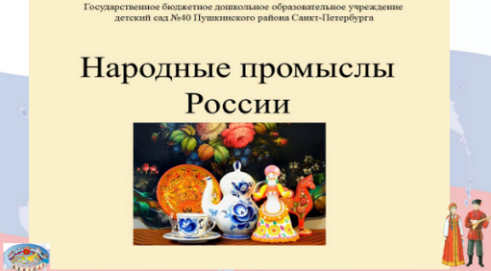 Государственное бюджетное дошкольное образовательное учреждение
детский сад №40 Пушкинского района Санкт-Петербурга
Народные промыслы
России